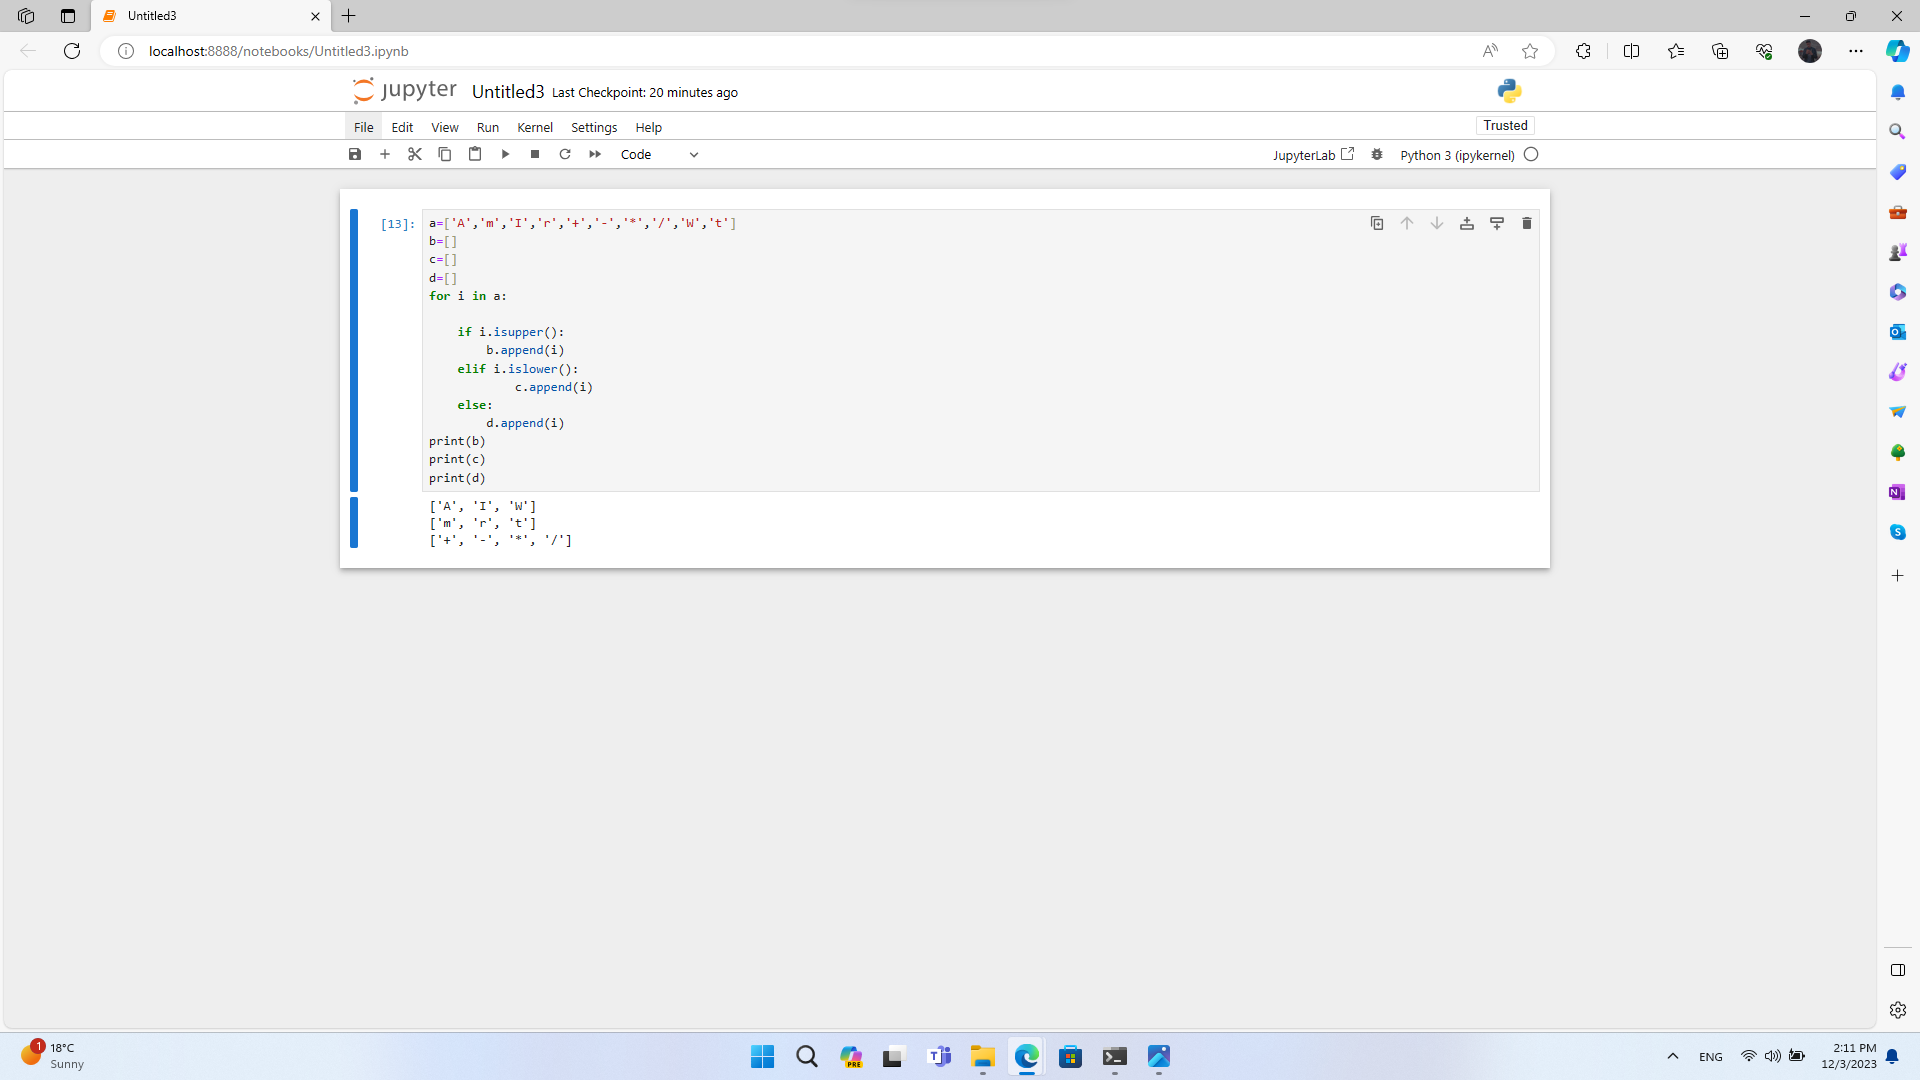 Untitled3
localhost:8888/notebooks/Untitled3.ipynb
jupyter Untitled3 Last Checkpoint: 20 minutes ago
File Edit View Run Kernel Settings Help Trusted
Code JupyterLab Python 3 (ipykernel)
[13]: a=['A','m','I','r','+','-','*','/','W','t']
b=[]
c=[]
d=[]
for i in a:
    if i.isupper():
        b.append(i)
    elif i.islower():
            c.append(i)
    else:
        d.append(i)
print(b)
print(c)
print(d)
['A', 'I', 'W']
['m', 'r', 't']
['+', '-', '*', '/']
1
18°C
Sunny
PRE
ENG
2:11 PM
12/3/2023